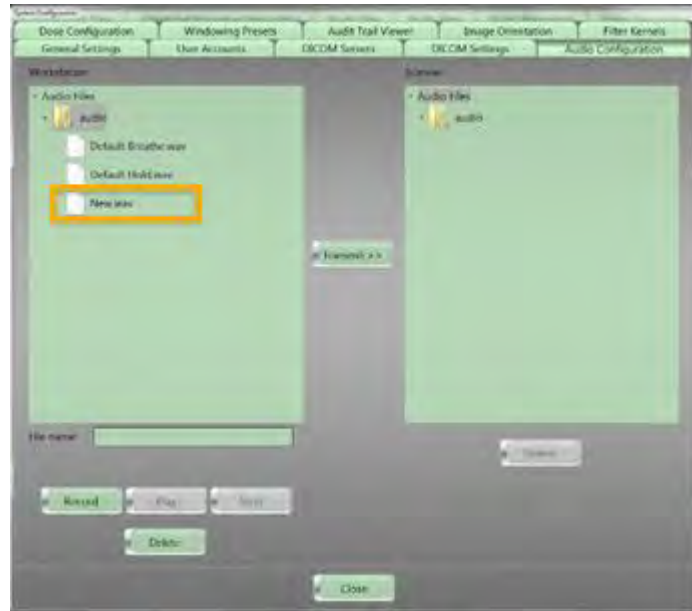 System Configuration
Dose Configuration Windowing Presets Audit Trail Viewer Image Orientation Filter Kernels
General Settings User Accounts DICOM Servers DICOM Settings Audio Configuration
Workstation Scanner
Audio Files Audio Files
audio audio
Default Breathe.wav
Default Hold.wav
New.wav
Transmit >>
File name
Record Play
Delete
Close